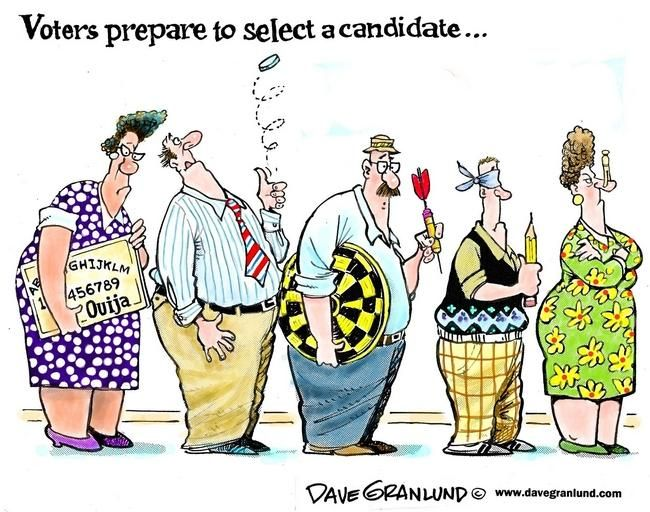 Voters prepare to select a candidate...
GHIJKLM
456789
Ouija
DAVE GRANLUND © www.davegranlund.com